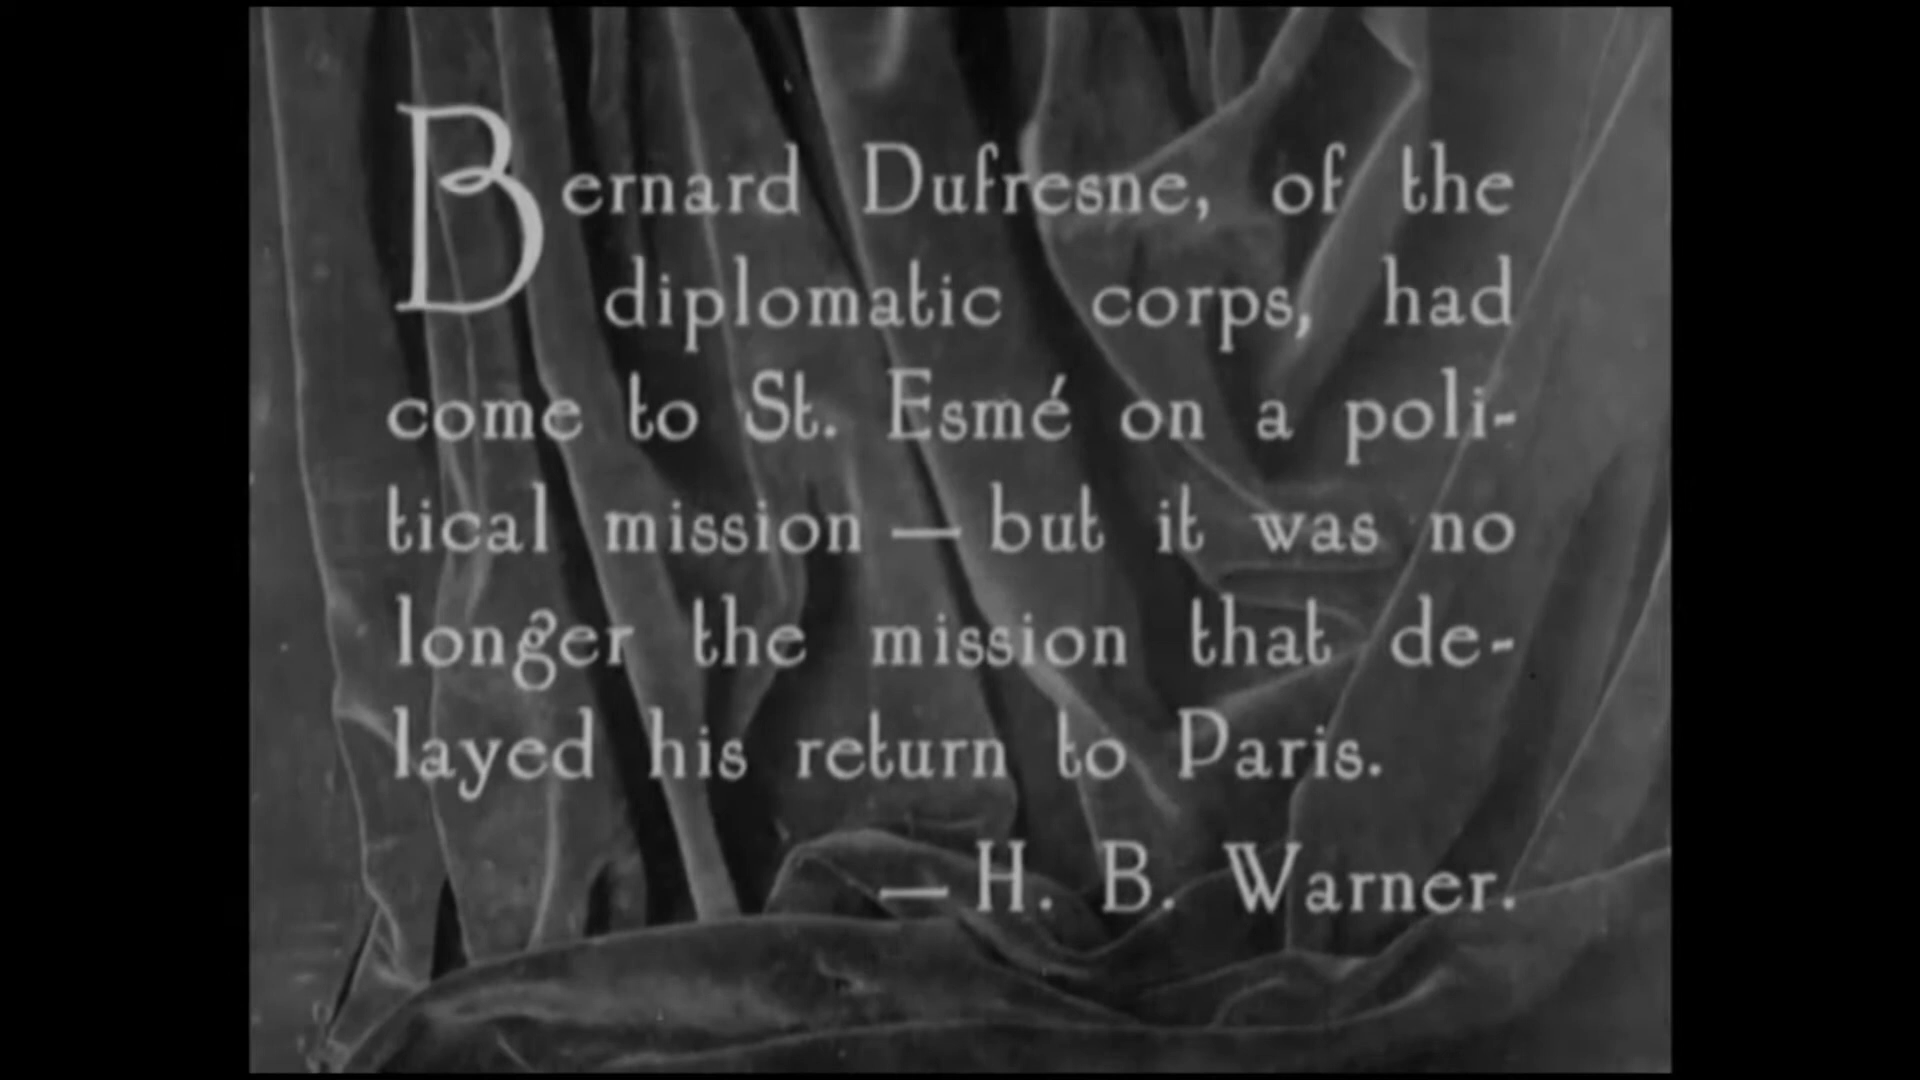 Bernard Dufresne, of the
diplomatic corps, had
come to St. Esmé on a poli-
tical mission — but it was no
longer the mission that de-
layed his return to Paris.
— H. B. Warner.